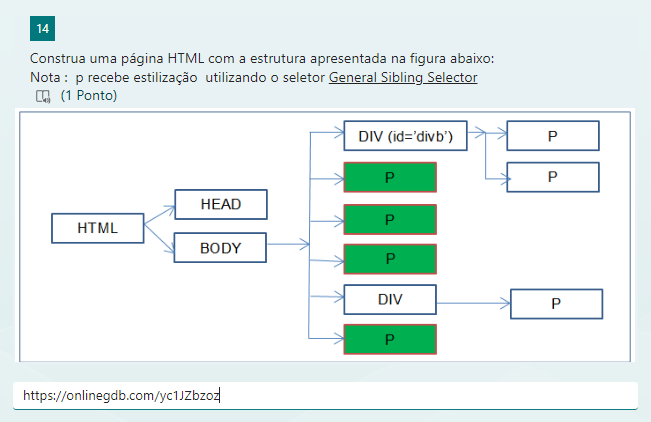 14
Construa uma página HTML com a estrutura apresentada na figura abaixo:
Nota : p recebe estilização utilizando o seletor General Sibling Selector
(1 Ponto)
DIV (id='divb')
P
P
P
HEAD
HTML
P
BODY
P
DIV
P
P
https://onlinegdb.com/yc1JZbzoz